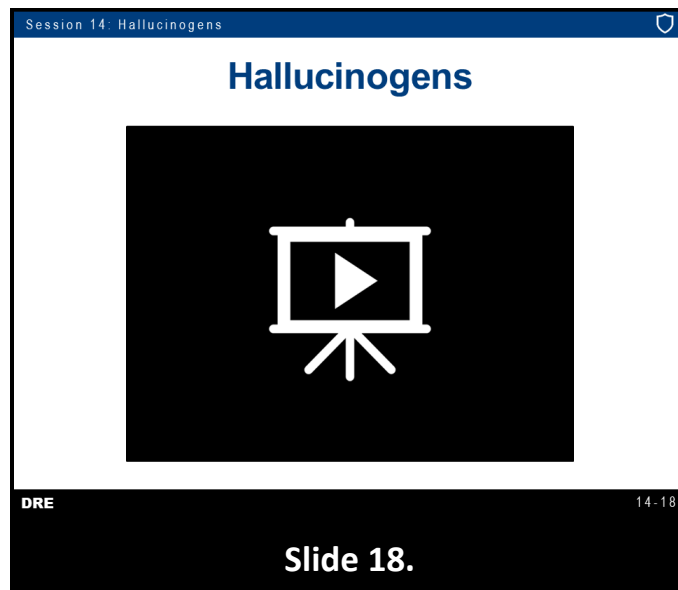 Session 14: Hallucinogens
Hallucinogens
DRE
14-18
Slide 18.